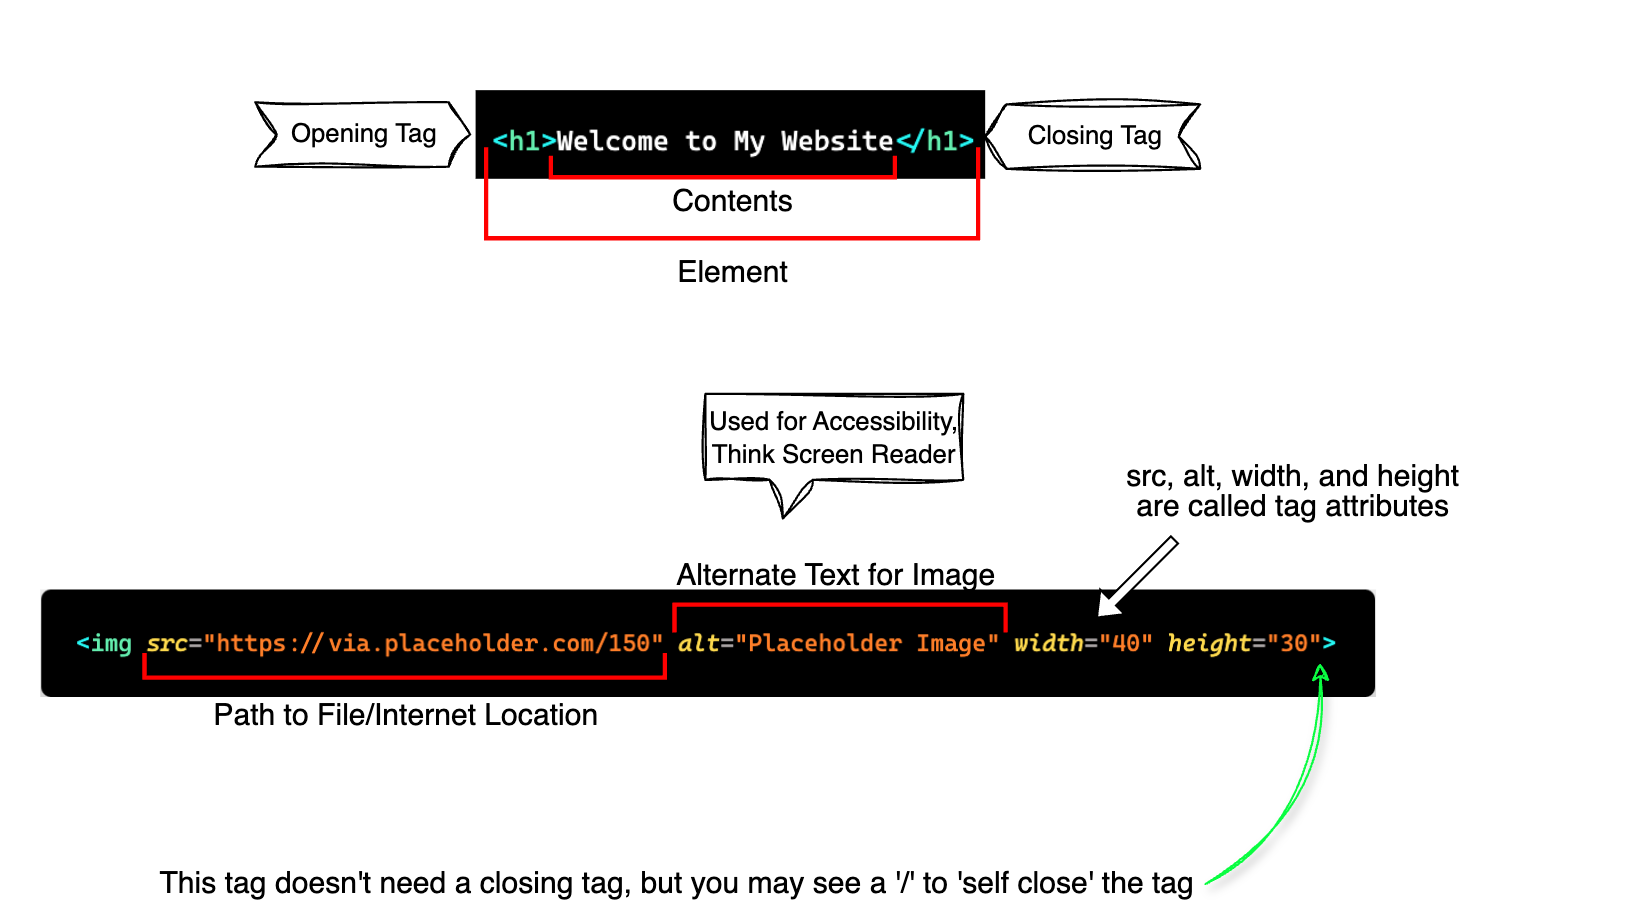 Opening Tag
<h1>Welcome to My Website</h1>
Closing Tag
Contents
Element
Used for Accessibility,
Think Screen Reader
src, alt, width, and height
are called tag attributes
Alternate Text for Image
<img src="https://via.placeholder.com/150" alt="Placeholder Image" width="40" height="30">
Path to File/Internet Location
This tag doesn't need a closing tag, but you may see a '/' to 'self close' the tag